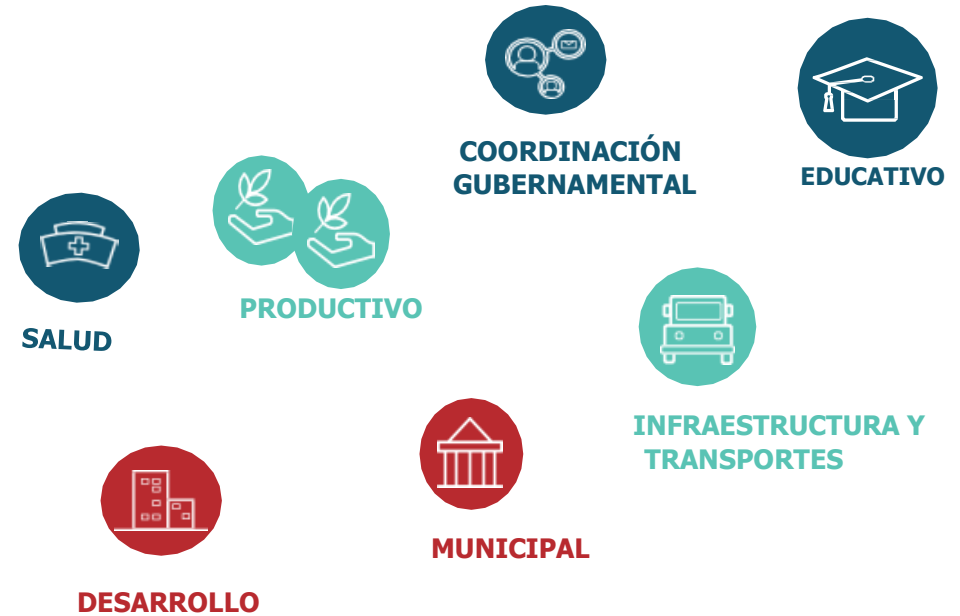 COORDINACIÓN
GUBERNAMENTAL
EDUCATIVO
PRODUCTIVO
SALUD
INFRAESTRUCTURA Y
TRANSPORTES
MUNICIPAL
DESARROLLO